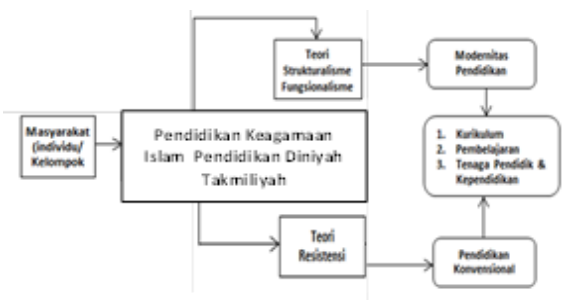 Teori
Strukturalisme
Fungsionalisme
Modernitas
Pendidikan
Masyarakat
(individu/
Kelompok
Pendidikan Keagamaan
Islam Pendidikan Diniyah
Takmiliyah
1. Kurikulum
2. Pembelajaran
3. Tenaga Pendidik &
Kependidikan
Teori
Resistensi
Pendidikan
Konvensional